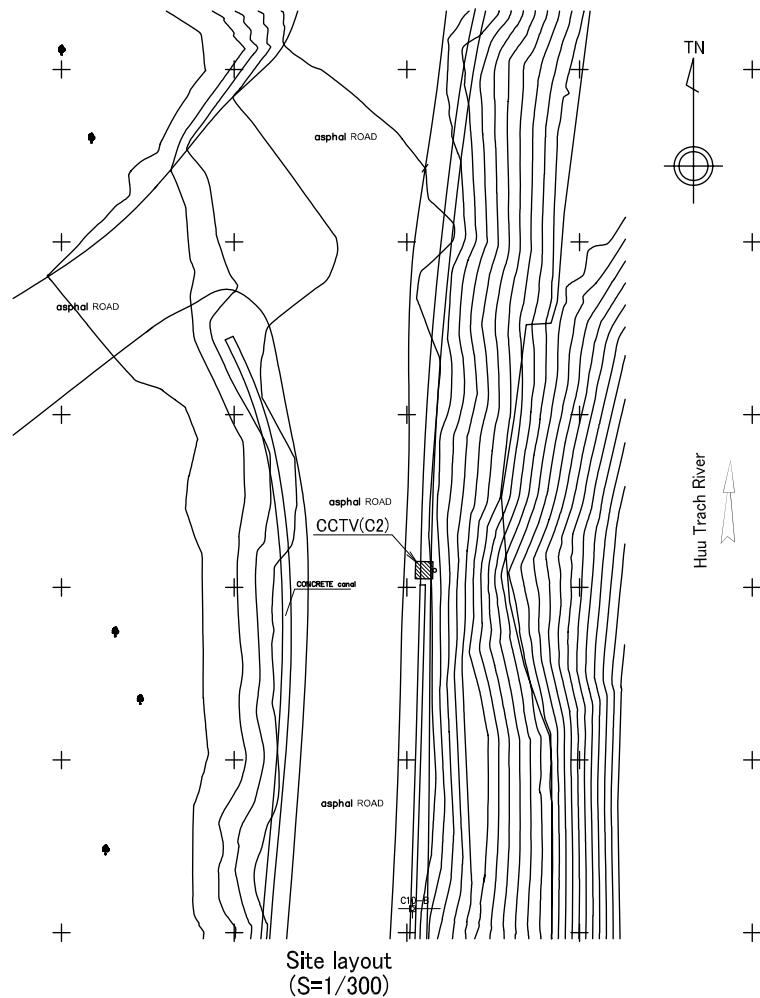 TN
asphal ROAD
asphal ROAD
Huu Trach River
asphal ROAD
CCTV(C2)
CONCRETE canal
asphal ROAD
C10-B
Site layout
(S=1/300)